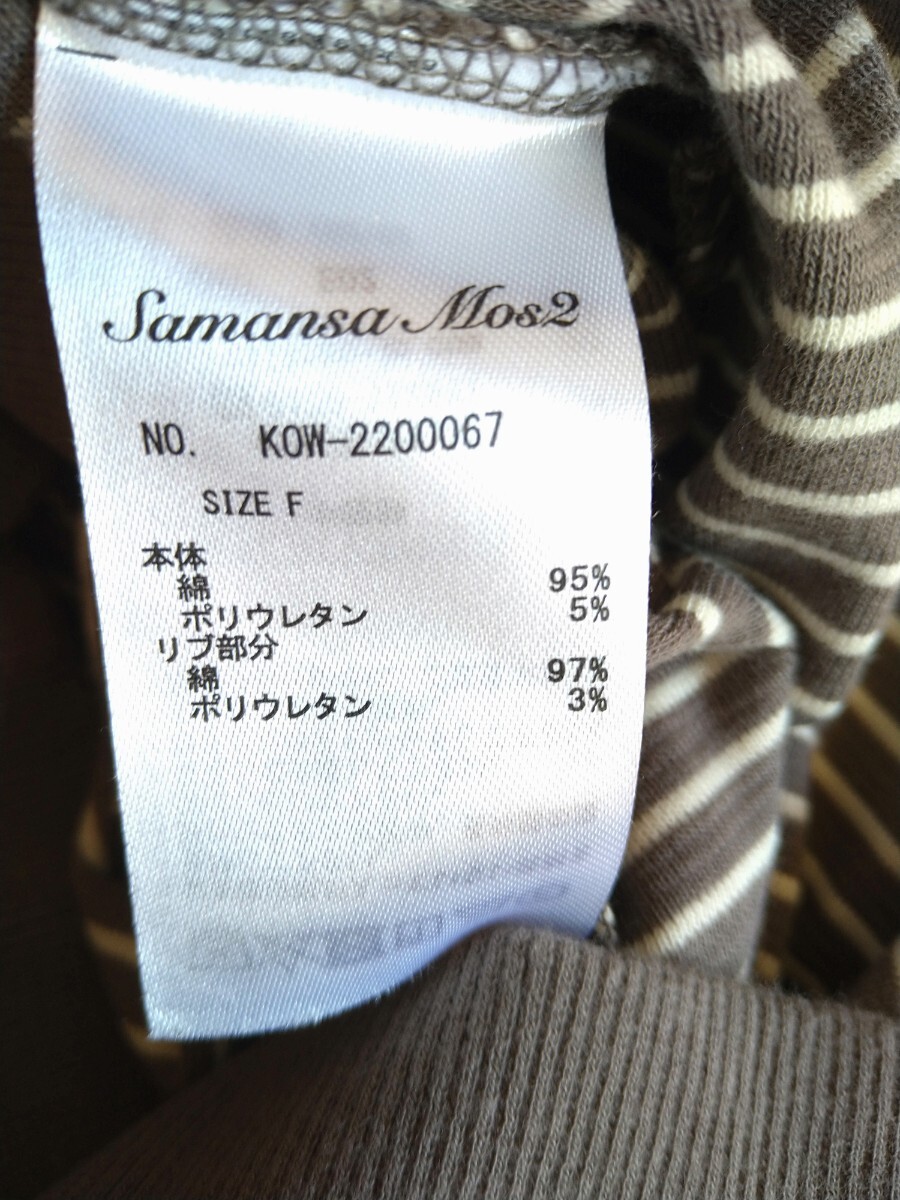 Samansa Mos2
NO. KOW-2200067
SIZE F
本体
綿 95%
ポリウレタン 5%
リブ部分
綿 97%
ポリウレタン 3%